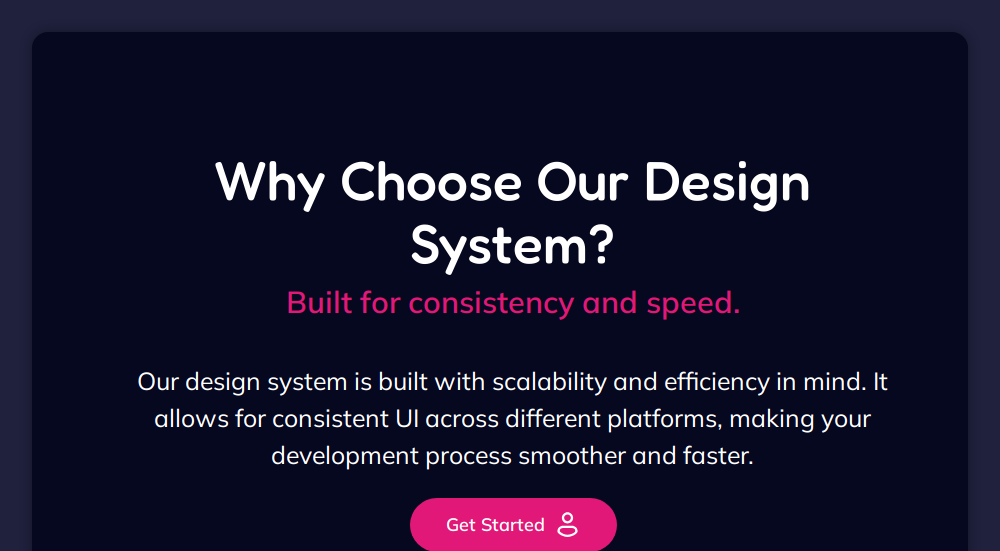 Why Choose Our Design
System?
Built for consistency and speed.
Our design system is built with scalability and efficiency in mind. It
allows for consistent UI across different platforms, making your
development process smoother and faster.
Get Started